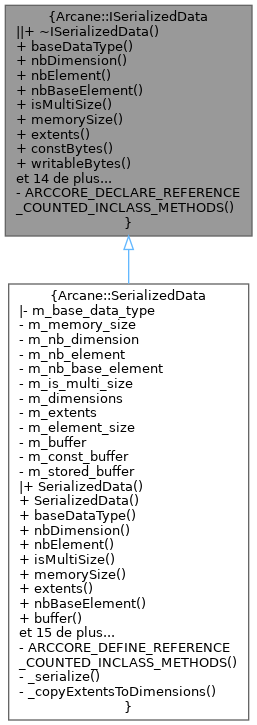 {Arcane::ISerializedData
||+ ~ISerializedData()
+ baseDataType()
+ nbDimension()
+ nbElement()
+ nbBaseElement()
+ isMultiSize()
+ memorySize()
+ extents()
+ constBytes()
+ writableBytes()
et 14 de plus...
- ARCCORE_DECLARE_REFERENCE
_COUNTED_INCLASS_METHODS()
}
{Arcane::SerializedData
|- m_base_data_type
- m_memory_size
- m_nb_dimension
- m_nb_element
- m_nb_base_element
- m_is_multi_size
- m_dimensions
- m_extents
- m_element_size
- m_buffer
- m_const_buffer
- m_stored_buffer
|+ SerializedData()
+ SerializedData()
+ baseDataType()
+ nbDimension()
+ nbElement()
+ isMultiSize()
+ memorySize()
+ extents()
+ nbBaseElement()
+ buffer()
et 15 de plus...
- ARCCORE_DEFINE_REFERENCE
_COUNTED_INCLASS_METHODS()
- _serialize()
- _copyExtentsToDimensions()
}